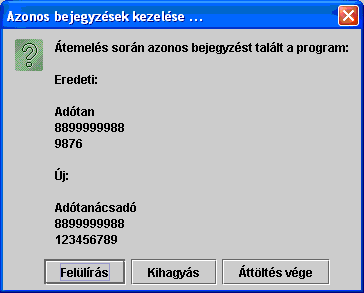 Azonos bejegyzések kezelése ...
Átemelés során azonos bejegyzést talált a program:
Eredeti:
Adótan
8899999988
9876
Új:
Adótanácsadó
8899999988
123456789
Felülírás Kihagyás Áttöltés vége